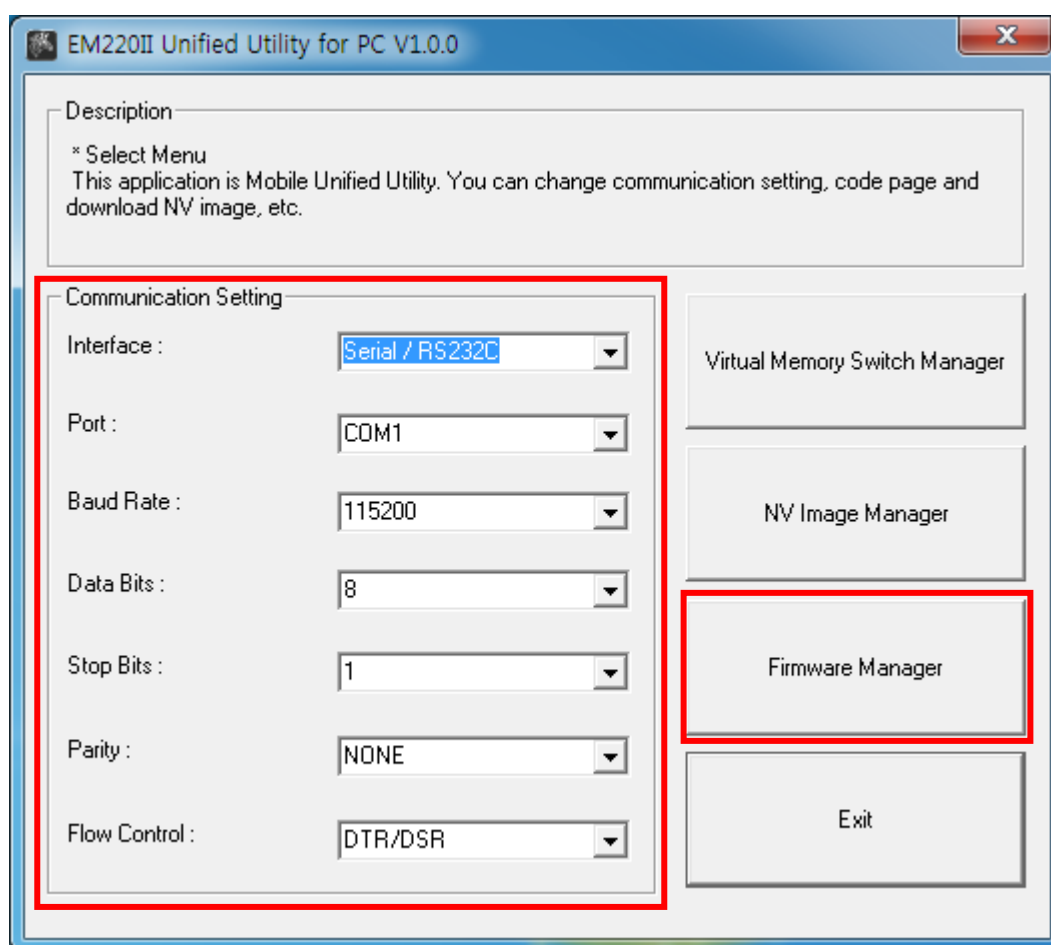 EM220II Unified Utility for PC V1.0.0
Description
* Select Menu
This application is Mobile Unified Utility. You can change communication setting, code page and
download NV image, etc.
Communication Setting
Interface : Serial / RS232C
Port : COM1
Baud Rate : 115200
Data Bits : 8
Stop Bits : 1
Parity : NONE
Flow Control : DTR/DSR
Virtual Memory Switch Manager
NV Image Manager
Firmware Manager
Exit